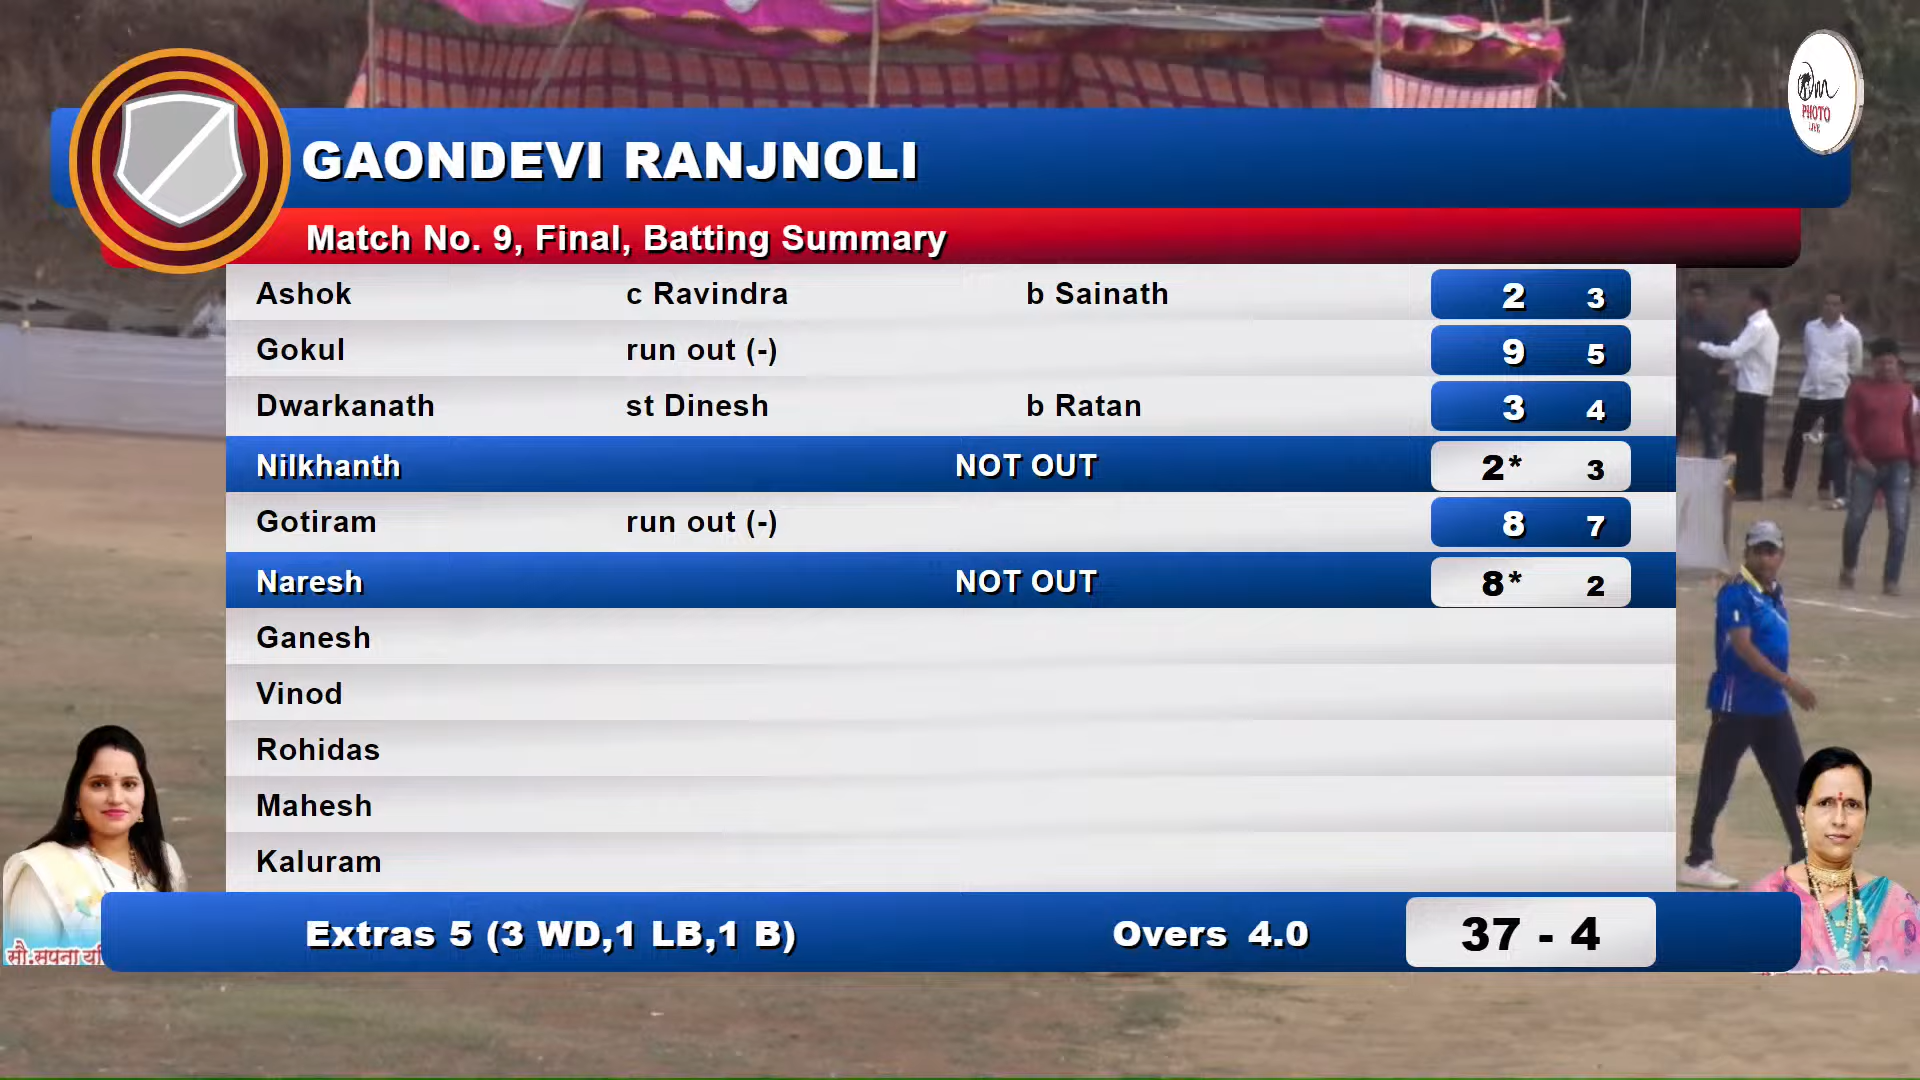 GAONDEVI RANJNOLI
PHOTO
LIVE
Match No. 9, Final, Batting Summary
Ashok c Ravindra b Sainath 2 3
Gokul run out (-) 9 5
Dwarkanath st Dinesh b Ratan 3 4
Nilkhanth NOT OUT 2* 3
Gotiram run out (-) 8 7
Naresh NOT OUT 8* 2
Ganesh
Vinod
Rohidas
Mahesh
Kaluram
Extras 5 (3 WD,1 LB,1 B) Overs 4.0 37 - 4
सौ.सपना